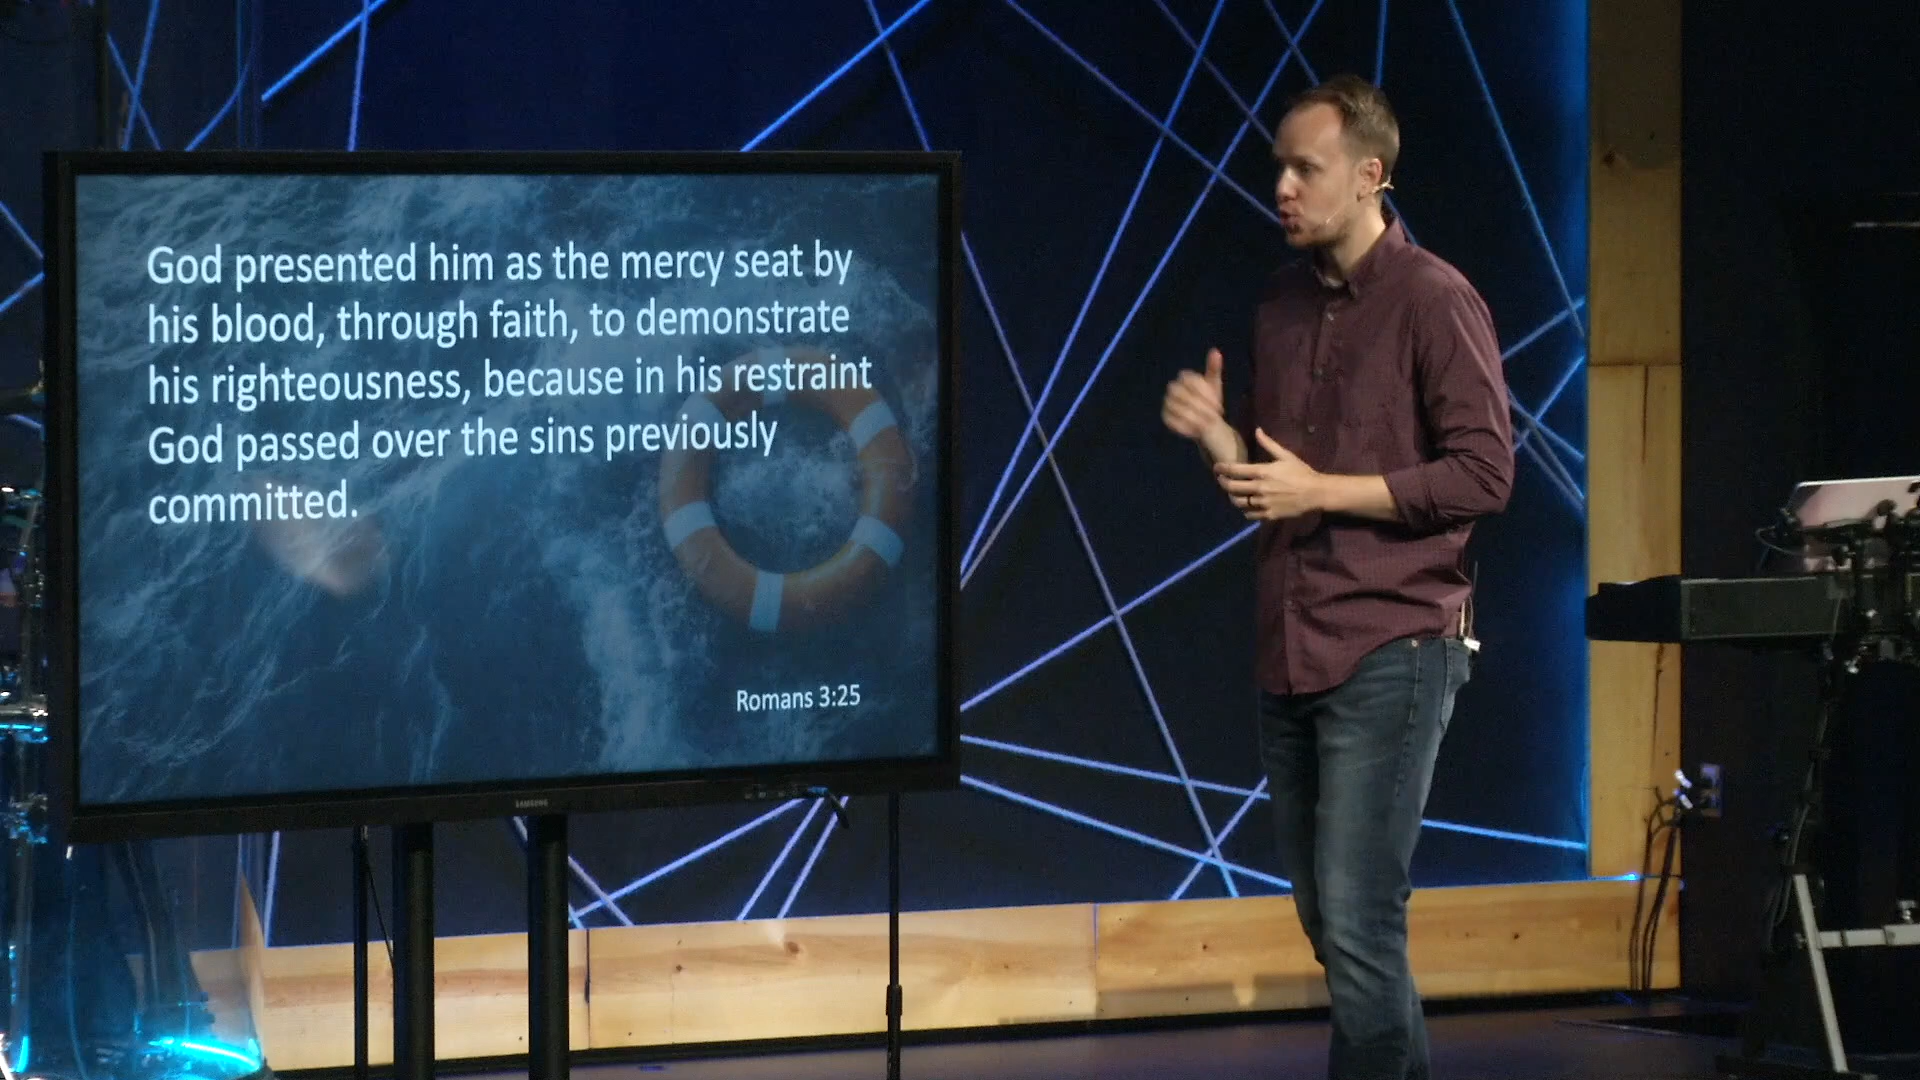 God presented him as the mercy seat by
his blood, through faith, to demonstrate
his righteousness, because in his restraint
God passed over the sins previously
committed.
Romans 3:25
SAMSUNG